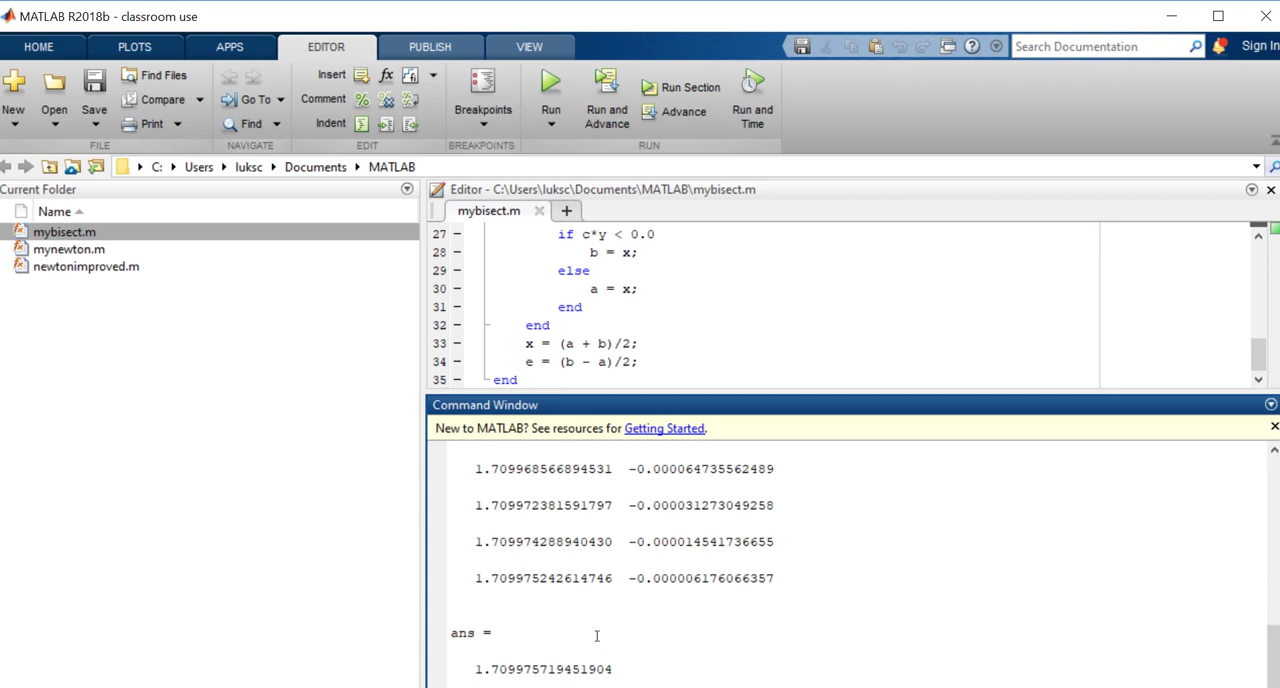 MATLAB R2018b - classroom use
HOME PLOTS APPS EDITOR PUBLISH VIEW Search Documentation Sign In
New Open Save Find Files Compare Print Go To Find Insert fx Comment % Indent Breakpoints Run Run and Advance Run Section Advance Run and Time
FILE NAVIGATE EDIT BREAKPOINTS RUN
C: Users luksc Documents MATLAB
Current Folder
Name
mybisect.m
mynewton.m
newtonimproved.m
Editor - C:\Users\luksc\Documents\MATLAB\mybisect.m
mybisect.m
27 - if c*y < 0.0
28 - b = x;
29 - else
30 - a = x;
31 - end
32 - end
33 - x = (a + b)/2;
34 - e = (b - a)/2;
35 - end
Command Window
New to MATLAB? See resources for Getting Started.
1.709968566894531 -0.000064735562489
1.709972381591797 -0.000031273049258
1.709974288940430 -0.000014541736655
1.709975242614746 -0.000006176066357
ans =
1.709975719451904